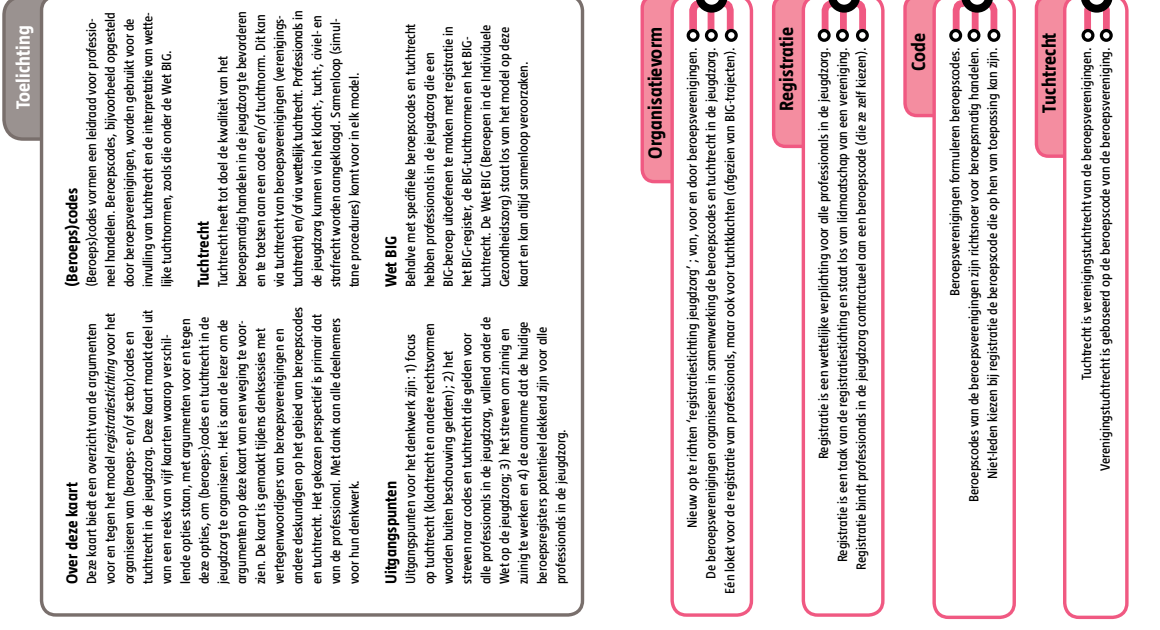 Toelichting
Over deze kaart
Deze kaart biedt een overzicht van de argumenten
voor en tegen het model registratiestichting voor het
organiseren van (beroeps- en/of sector)codes en
tuchtrecht in de jeugdzorg. Deze kaart maakt deel uit
van een reeks van vijf kaarten waarop verschil-
lende opties staan, met argumenten voor en tegen
deze opties, om (beroeps-)codes en tuchtrecht in de
jeugdzorg te organiseren. Het is aan de lezer om de
argumenten op deze kaart van een weging te voor-
zien. De kaart is gemaakt tijdens denksessies met
vertegenwoordigers van beroepsverenigingen en
andere deskundigen op het gebied van beroepscodes
en tuchtrecht. Het gekozen perspectief is primair dat
van de professional. Met dank aan alle deelnemers
voor hun denkwerk.
Uitgangspunten
Uitgangspunten voor het denkwerk zijn: 1) focus
op tuchtrecht (klachtrecht en andere rechtsvormen
worden buiten beschouwing gelaten); 2) het
streven naar codes en tuchtrecht die gelden voor
alle professionals in de jeugdzorg, vallend onder de
Wet op de jeugdzorg; 3) het streven om zinnig en
zuinig te werken en 4) de aanname dat de huidige
beroepsregisters potentieel dekkend zijn voor alle
professionals in de jeugdzorg.
(Beroeps)codes
(Beroeps)codes vormen een leidraad voor professio-
neel handelen. Beroepscodes, bijvoorbeeld opgesteld
door beroepsverenigingen, worden gebruikt voor de
invulling van tuchtrecht en de interpretatie van wette-
lijke tuchtnormen, zoals die onder de Wet BIG.
Tuchtrecht
Tuchtrecht heeft tot doel de kwaliteit van het
beroepsmatig handelen in de jeugdzorg te bevorderen
en te toetsen aan een code en/of tuchtnorm. Dit kan
via tuchtrecht van beroepsverenigingen (verenigings-
tuchtrecht) en/of via wettelijk tuchtrecht. Professionals in
de jeugdzorg kunnen via het klacht-, tucht-, civiel- en
strafrecht worden aangeklaagd. Samenloop (simul-
tane procedures) komt voor in elk model.
Wet BIG
Behalve met specifieke beroepscodes en tuchtrecht
hebben professionals in de jeugdzorg die een
BIG-beroep uitoefenen te maken met registratie in
het BIG-register, de BIG-tuchtnormen en het BIG-
tuchtrecht. De Wet BIG (Beroepen in de Individuele
Gezondheidszorg) staat los van het model op deze
kaart en kan altijd samenloop veroorzaken.
Organisatievorm
Nieuw op te richten 'registratiestichting jeugdzorg'; van, voor en door beroepsverenigingen.
De beroepsverenigingen organiseren in samenwerking de beroepscodes en tuchtrecht in de jeugdzorg.
Eén loket voor de registratie van professionals, maar ook voor tuchtklachten (afgezien van BIG-trajecten).
Registratie
Registratie is een wettelijke verplichting voor alle professionals in de jeugdzorg.
Registratie is een taak van de registratiestichting en staat los van lidmaatschap van een vereniging.
Registratie bindt professionals in de jeugdzorg contractueel aan een beroepscode (die ze zelf kiezen).
Code
Beroepsverenigingen formuleren beroepscodes.
Beroepscodes van de beroepsverenigingen zijn richtsnoer voor beroepsmatig handelen.
Niet-leden kiezen bij registratie de beroepscode die op hen van toepassing kan zijn.
Tuchtrecht
Tuchtrecht is verenigingstuchtrecht van de beroepsverenigingen.
Verenigingstuchtrecht is gebaseerd op de beroepscode van de beroepsvereniging.